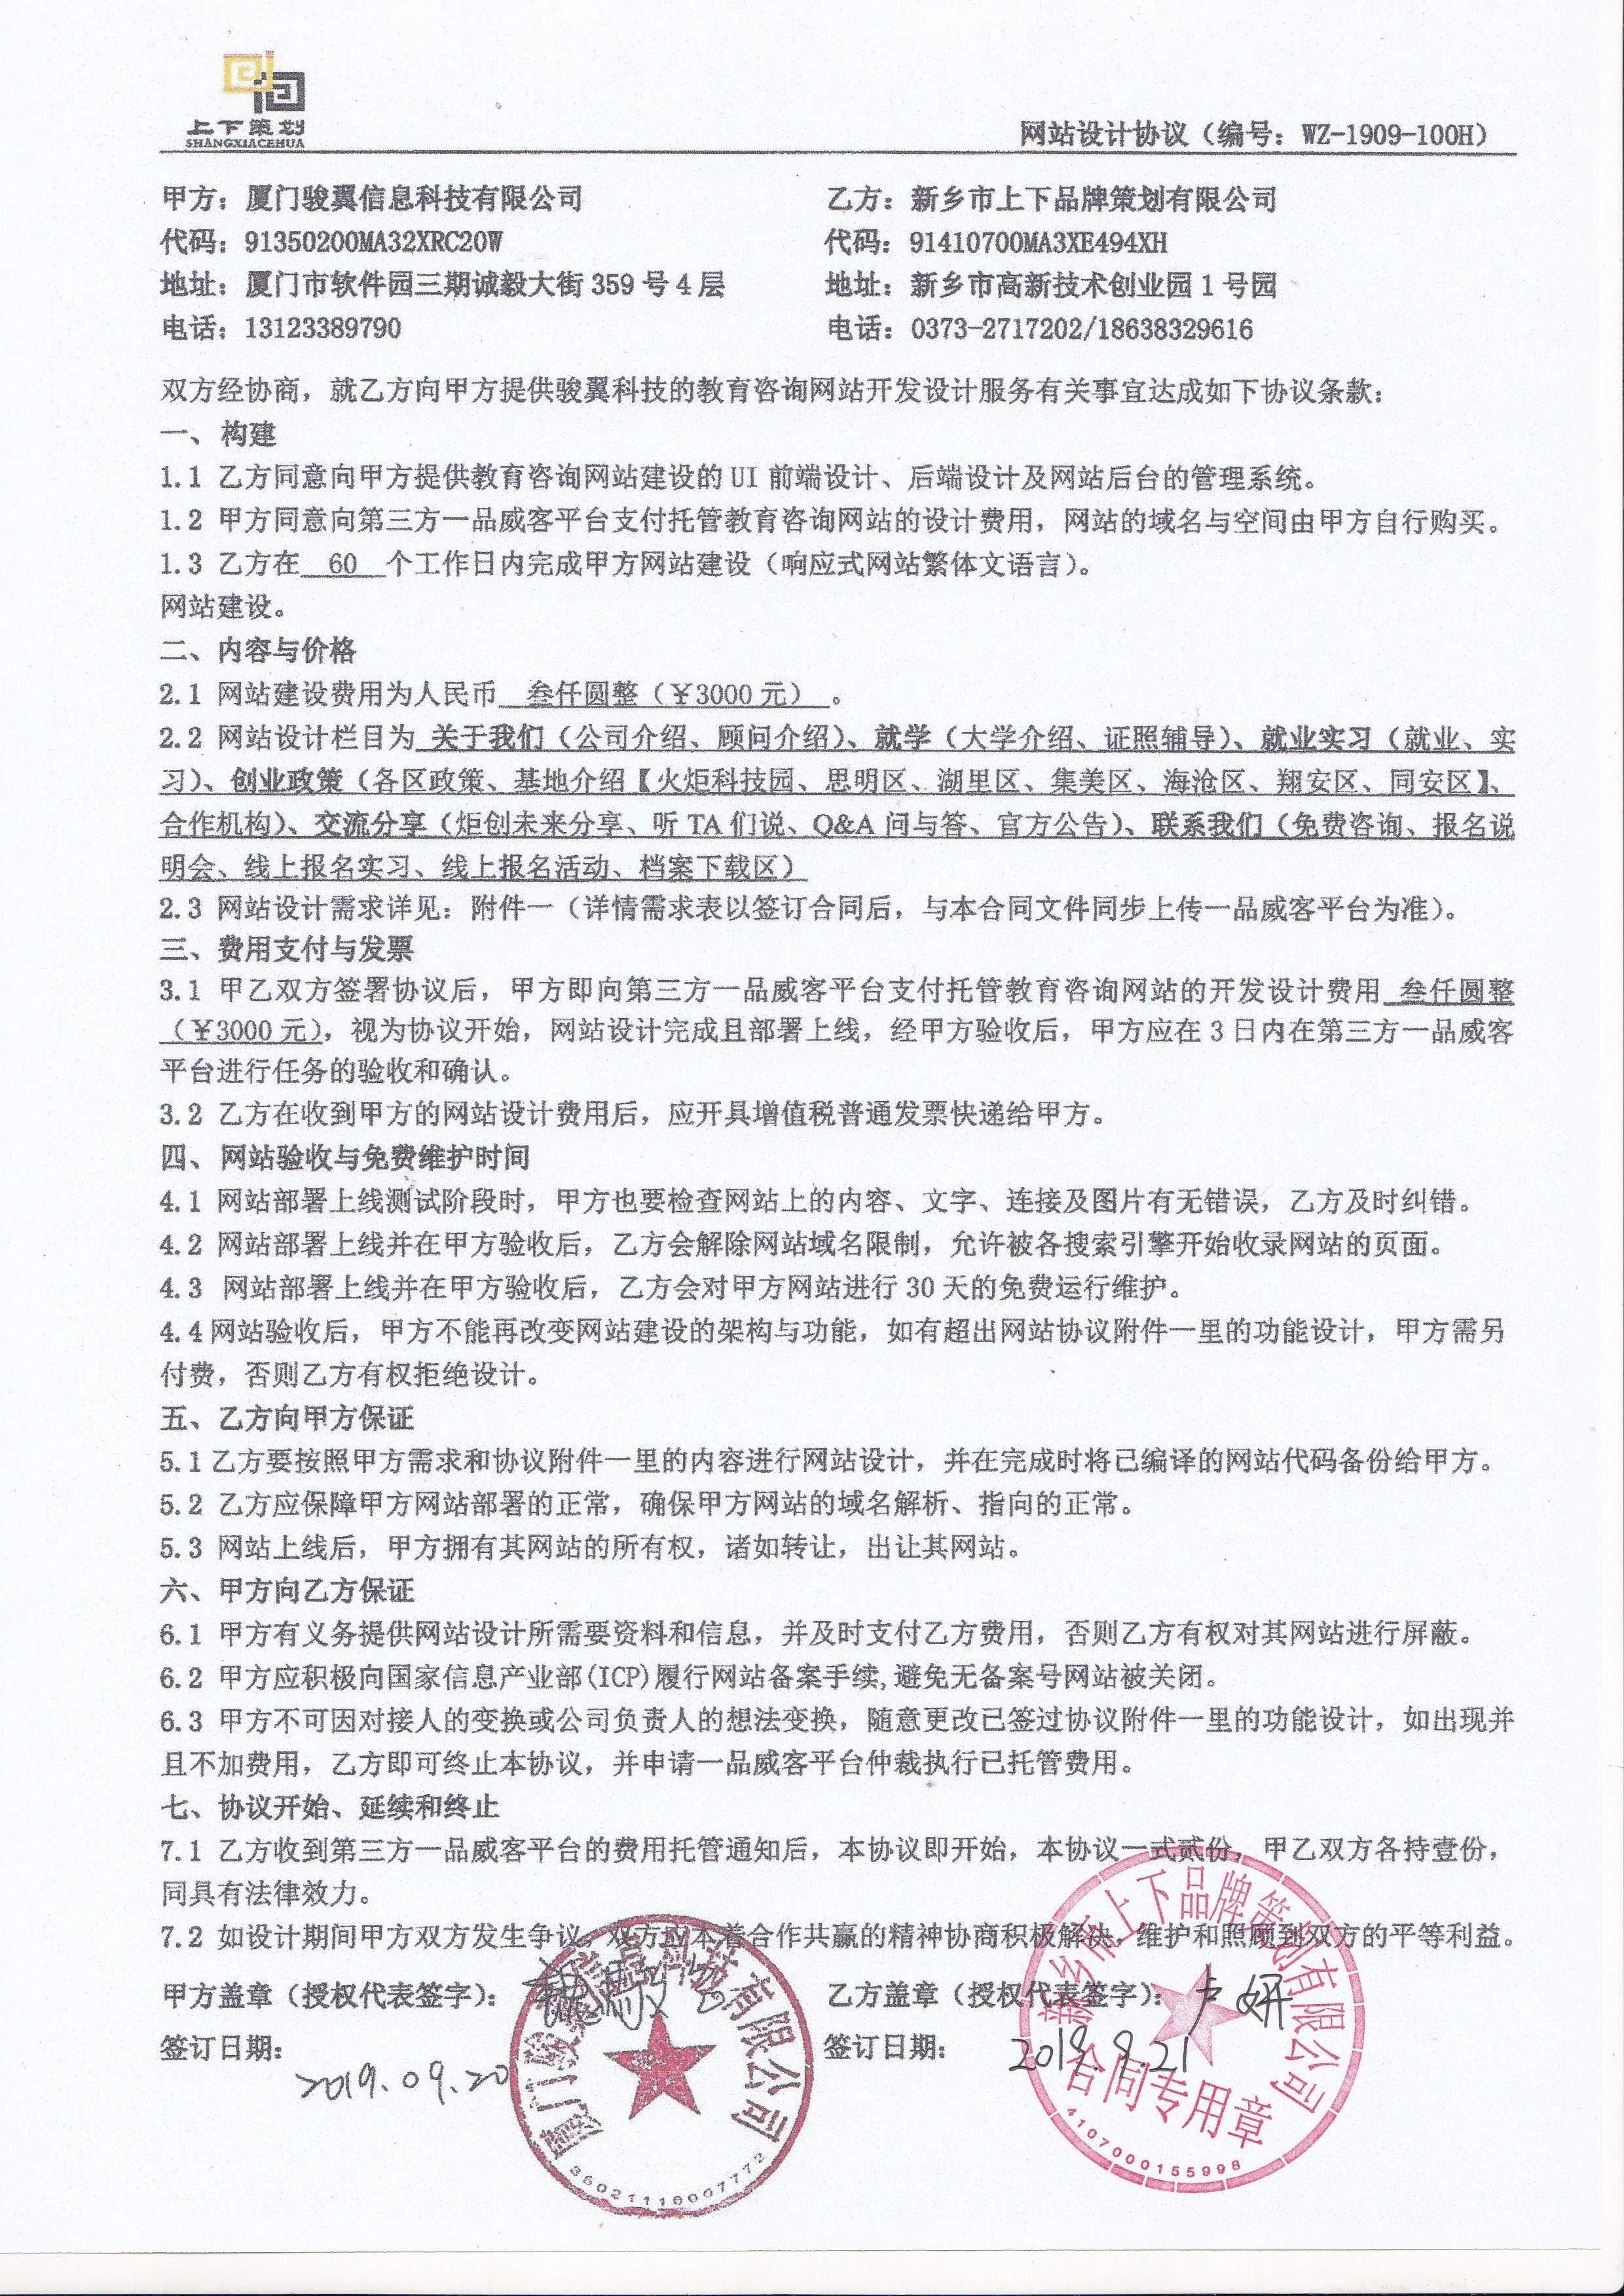 上下策划
SHANGXIACEHUA
网站设计协议（编号：WZ-1909-100H）
甲方：厦门骏翼信息科技有限公司
乙方：新乡市上下品牌策划有限公司
代码：91350200MA32XRC20W
代码：91410700MA3XE494XH
地址：厦门市软件园三期诚毅大街 359 号 4 层
地址：新乡市高新技术创业园 1 号园
电话：13123389790
电话：0373-2717202/18638329616
双方经协商，就乙方向甲方提供骏翼科技的教育咨询网站开发设计服务有关事宜达成如下协议条款：
一、构建
1.1 乙方同意向甲方提供教育咨询网站建设的 UI 前端设计、后端设计及网站后台的管理系统。
1.2 甲方同意向第三方一品威客平台支付托管教育咨询网站的设计费用，网站的域名与空间由甲方自行购买。
1.3 乙方在 60 个工作日内完成甲方网站建设（响应式网站繁体文语言）。
网站建设。
二、内容与价格
2.1 网站建设费用为人民币 叁仟圆整（￥3000 元） 。
2.2 网站设计栏目为 关于我们（公司介绍、顾问介绍）、就学（大学介绍、证照辅导）、就业实习（就业、实
习）、创业政策（各区政策、基地介绍【火炬科技园、思明区、湖里区、集美区、海沧区、翔安区、同安区】、
合作机构）、交流分享（炬创未来分享、听 TA 们说、Q&A 问与答、官方公告）、联系我们（免费咨询、报名说
明会、线上报名实习、线上报名活动、档案下载区）
2.3 网站设计需求详见：附件一（详情需求表以签订合同后，与本合同文件同步上传一品威客平台为准）。
三、费用支付与发票
3.1 甲乙双方签署协议后，甲方即向第三方一品威客平台支付托管教育咨询网站的开发设计费用 叁仟圆整
（￥3000 元），视为协议开始，网站设计完成且部署上线，经甲方验收后，甲方应在 3 日内在第三方一品威客
平台进行任务的验收和确认。
3.2 乙方在收到甲方的网站设计费用后，应开具增值税普通发票快递给甲方。
四、网站验收与免费维护时间
4.1 网站部署上线测试阶段时，甲方也要检查网站上的内容、文字、连接及图片有无错误，乙方及时纠错。
4.2 网站部署上线并在甲方验收后，乙方会解除网站域名限制，允许被各搜索引擎开始收录网站的页面。
4.3 网站部署上线并在甲方验收后，乙方会对甲方网站进行 30 天的免费运行维护。
4.4 网站验收后，甲方不能再改变网站建设的架构与功能，如有超出网站协议附件一里的功能设计，甲方需另
付费，否则乙方有权拒绝设计。
五、乙方向甲方保证
5.1 乙方要按照甲方需求和协议附件一里的内容进行网站设计，并在完成时将已编译的网站代码备份给甲方。
5.2 乙方应保障甲方网站部署的正常，确保甲方网站的域名解析、指向的正常。
5.3 网站上线后，甲方拥有其网站的所有权，诸如转让，出让其网站。
六、甲方向乙方保证
6.1 甲方有义务提供网站设计所需要资料和信息，并及时支付乙方费用，否则乙方有权对其网站进行屏蔽。
6.2 甲方应积极向国家信息产业部(ICP)履行网站备案手续,避免无备案号网站被关闭。
6.3 甲方不可因对接人的变换或公司负责人的想法变换，随意更改已签过协议附件一里的功能设计，如出现并
且不加费用，乙方即可终止本协议，并申请一品威客平台仲裁执行已托管费用。
七、协议开始、延续和终止
7.1 乙方收到第三方一品威客平台的费用托管通知后，本协议即开始，本协议一式贰份，甲乙双方各持壹份，
同具有法律效力。
7.2 如设计期间甲方双方发生争议，双方应本着合作共赢的精神协商积极解决，维护和照顾到双方的平等利益。
甲方盖章（授权代表签字）：
乙方盖章（授权代表签字）：卢妍
签订日期：2019.09.20
签订日期：2019.9.21
厦门骏翼信息科技有限公司
新乡市上下品牌策划有限公司
合同专用章
4107000155998